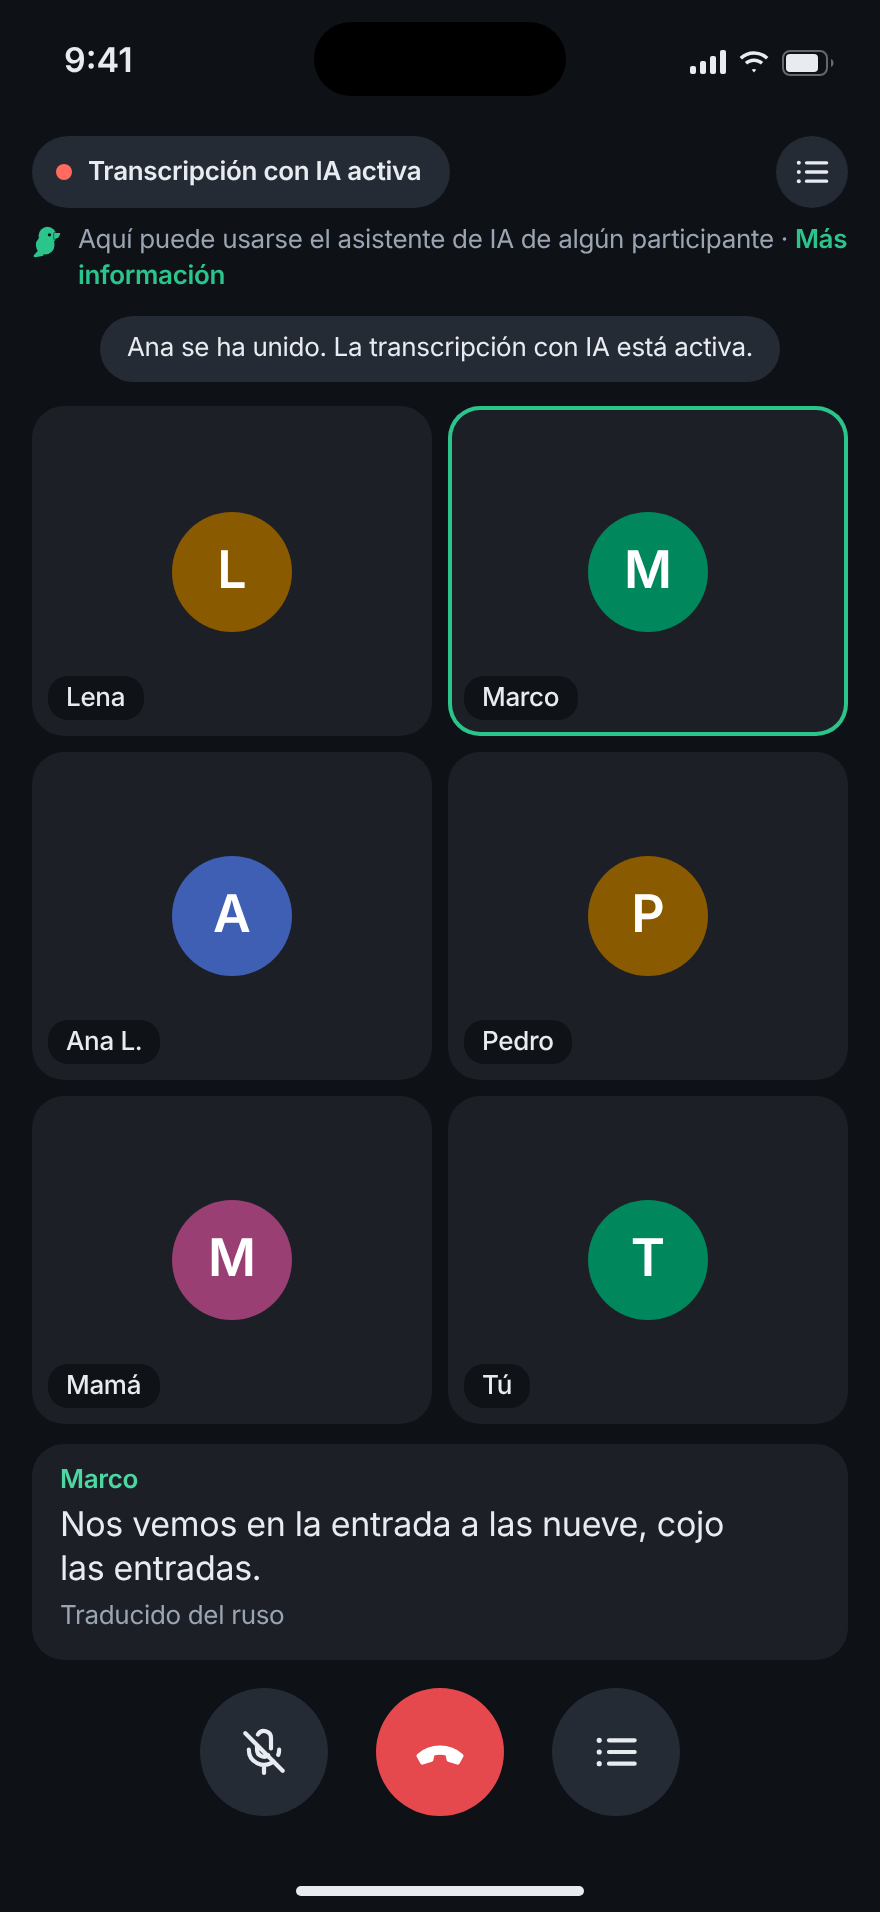 9:41
Transcripción con IA activa
Aquí puede usarse el asistente de IA de algún participante · Más
información
Ana se ha unido. La transcripción con IA está activa.
L
Lena
M
Marco
A
Ana L.
P
Pedro
M
Mamá
T
Tú
Marco
Nos vemos en la entrada a las nueve, cojo
las entradas.
Traducido del ruso